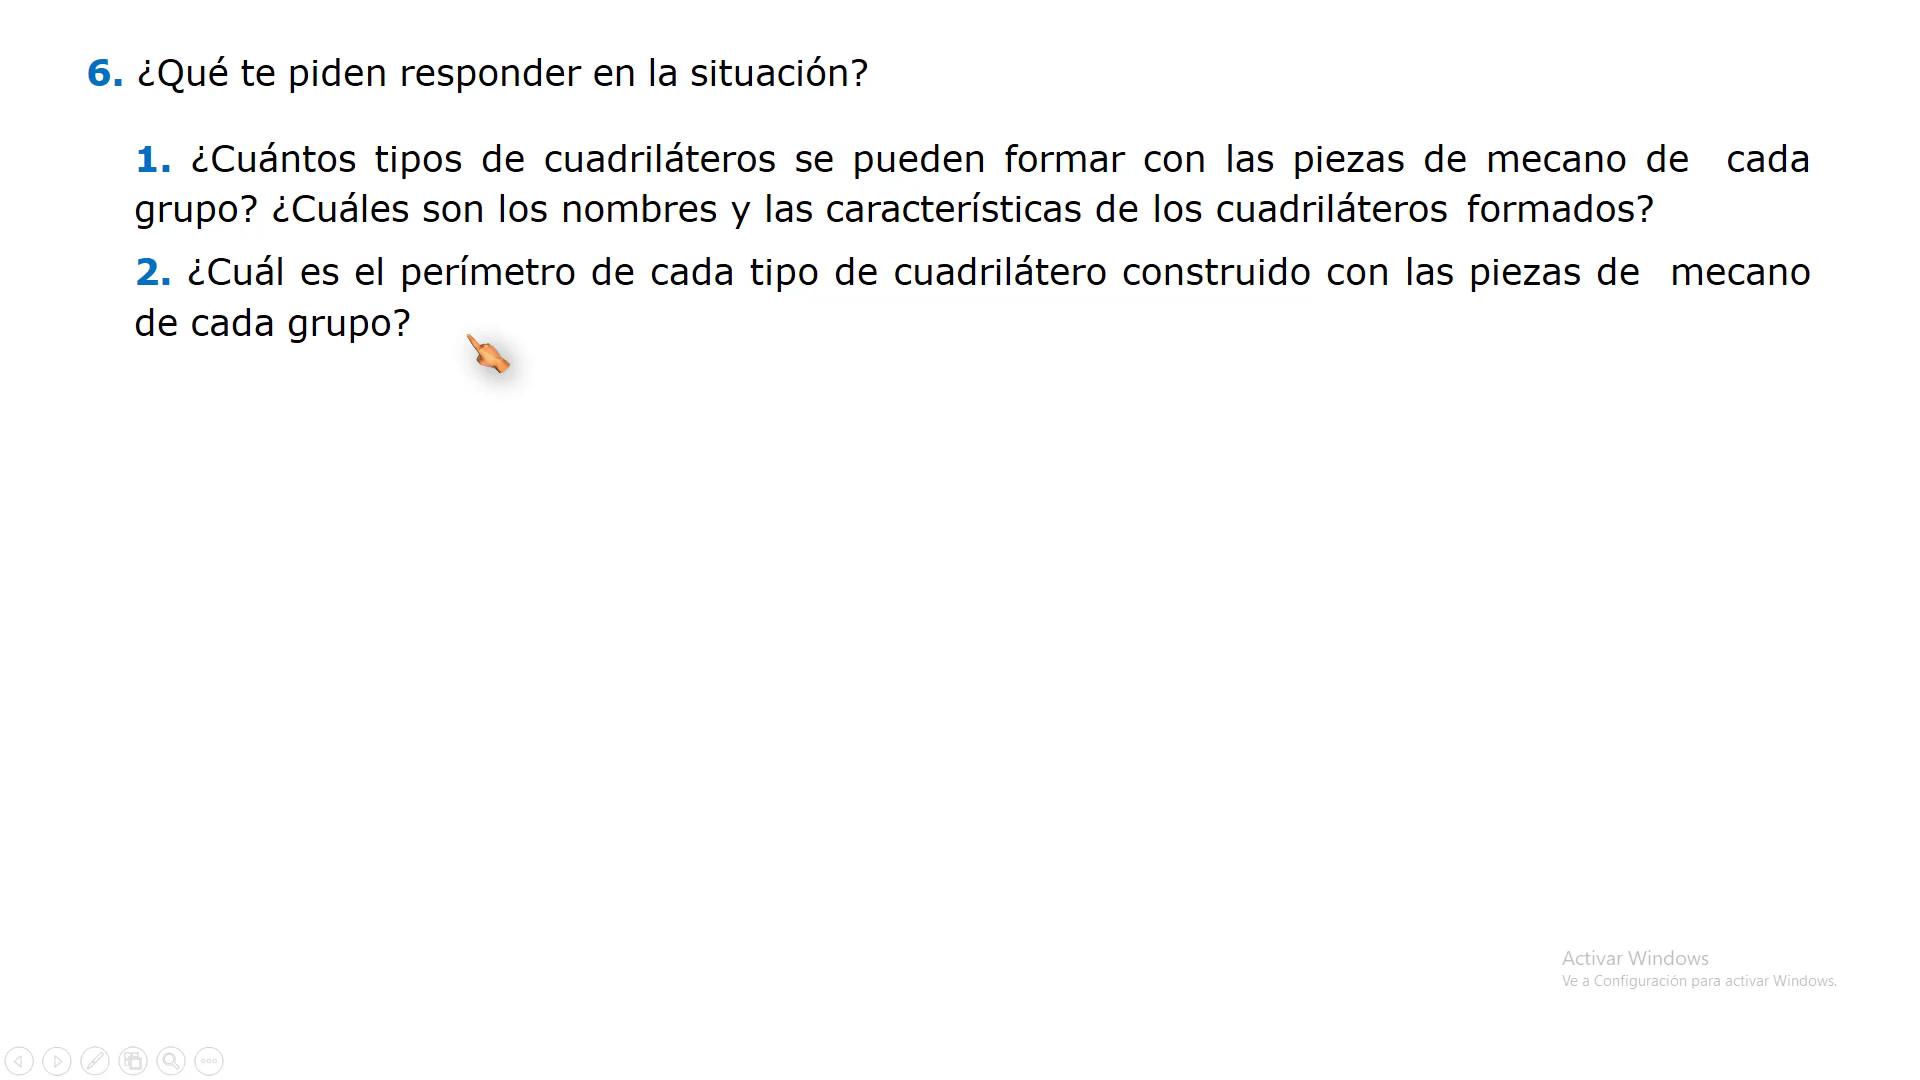 6. ¿Qué te piden responder en la situación?
1. ¿Cuántos tipos de cuadriláteros se pueden formar con las piezas de mecano de cada
grupo? ¿Cuáles son los nombres y las características de los cuadriláteros formados?
2. ¿Cuál es el perímetro de cada tipo de cuadrilátero construido con las piezas de mecano
de cada grupo?
Activar Windows
Ve a Configuración para activar Windows.